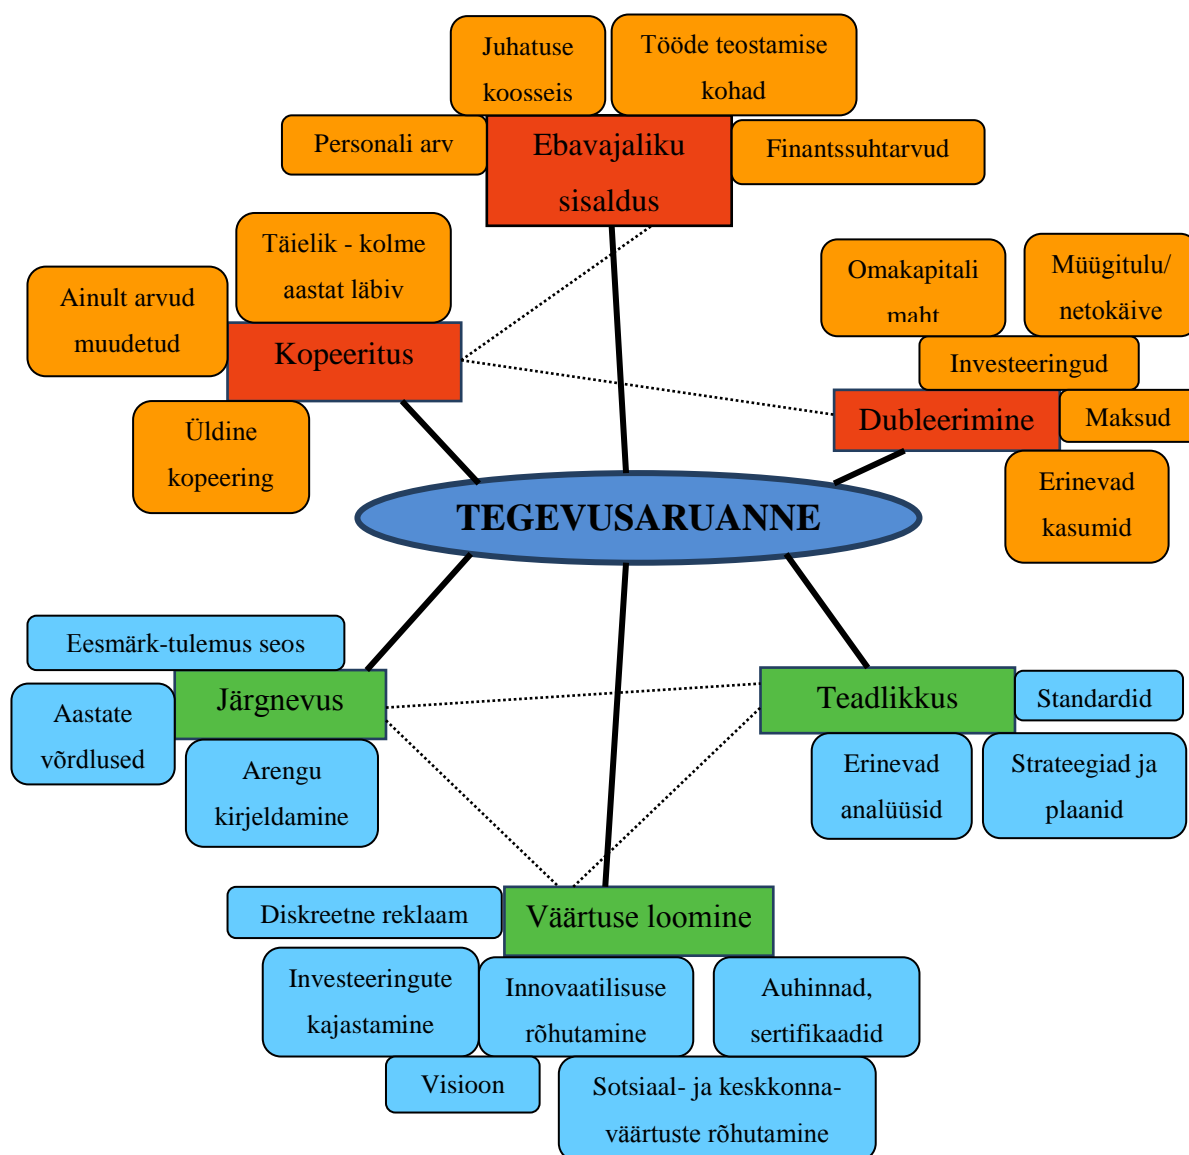 Juhatuse
koosseis
Tööde teostamise
kohad
Personali arv
Ebavajaliku
sisaldus
Finantssuhtarvud
Täielik - kolme
aastat läbiv
Ainult arvud
muudetud
Kopeeritus
Üldine
kopeering
Omakapitali
maht
Müügitulu/
netokäive
Investeeringud
Dubleerimine
Maksud
Erinevad
kasumid
TEGEVUSARUANNE
Eesmärk-tulemus seos
Järgnevus
Aastate
võrdlused
Arengu
kirjeldamine
Teadlikkus
Standardid
Erinevad
analüüsid
Strateegiad ja
plaanid
Diskreetne reklaam
Väärtuse loomine
Investeeringute
kajastamine
Innovaatilisuse
rõhutamine
Auhinnad,
sertifikaadid
Visioon
Sotsiaal- ja keskkonna-
väärtuste rõhutamine